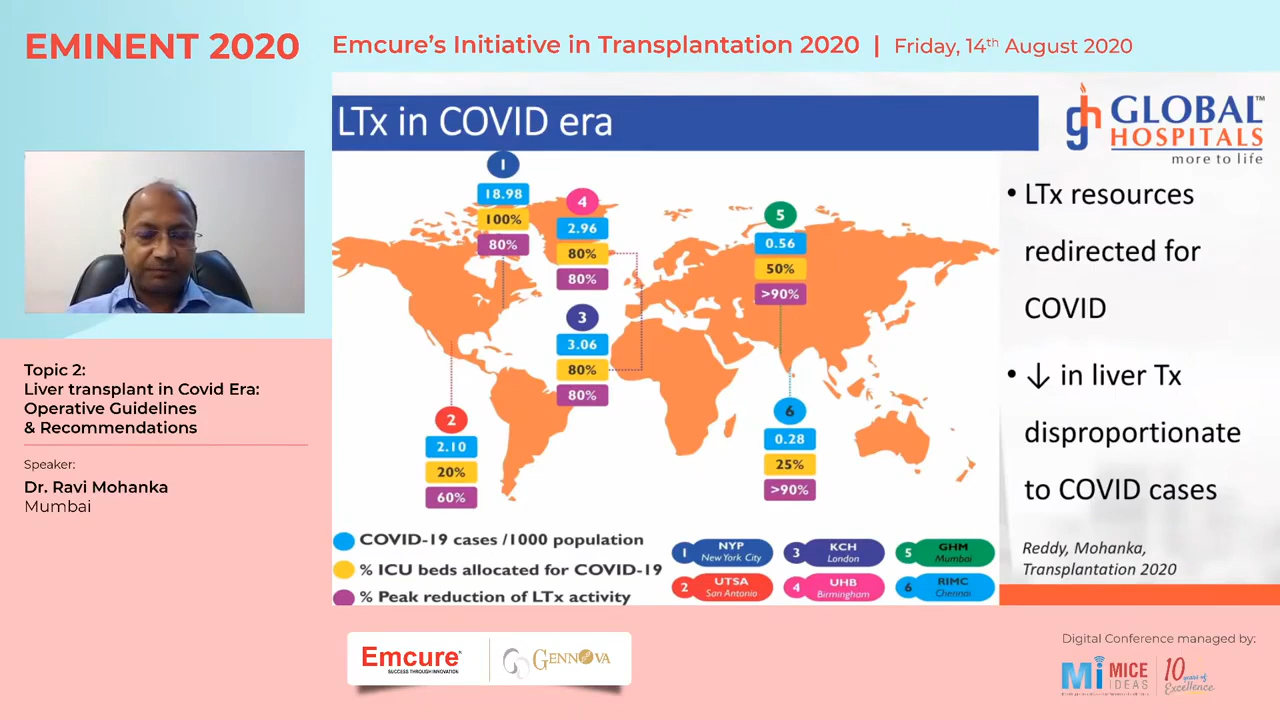 EMINENT 2020
Emcure's Initiative in Transplantation 2020 | Friday, 14th August 2020
LTx in COVID era
GLOBAL™
HOSPITALS
more to life
1
18.98
100%
80%
4
2.96
80%
80%
5
0.56
50%
>90%
3
3.06
80%
80%
2
2.10
20%
60%
6
0.28
25%
>90%
• LTx resources
redirected for
COVID
• ↓ in liver Tx
disproportionate
to COVID cases
Reddy, Mohanka,
Transplantation 2020
COVID-19 cases /1000 population
% ICU beds allocated for COVID-19
% Peak reduction of LTx activity
1 NYP
New York City
3 KCH
London
5 GHM
Mumbai
2 UTSA
San Antonio
4 UHB
Birmingham
6 RIMC
Chennai
Topic 2:
Liver transplant in Covid Era:
Operative Guidelines
& Recommendations
Speaker:
Dr. Ravi Mohanka
Mumbai
Emcure®
SUCCESS THROUGH INNOVATION
GENNOVA
Digital Conference managed by:
Mi MICE
IDEAS
10 years of
Excellence